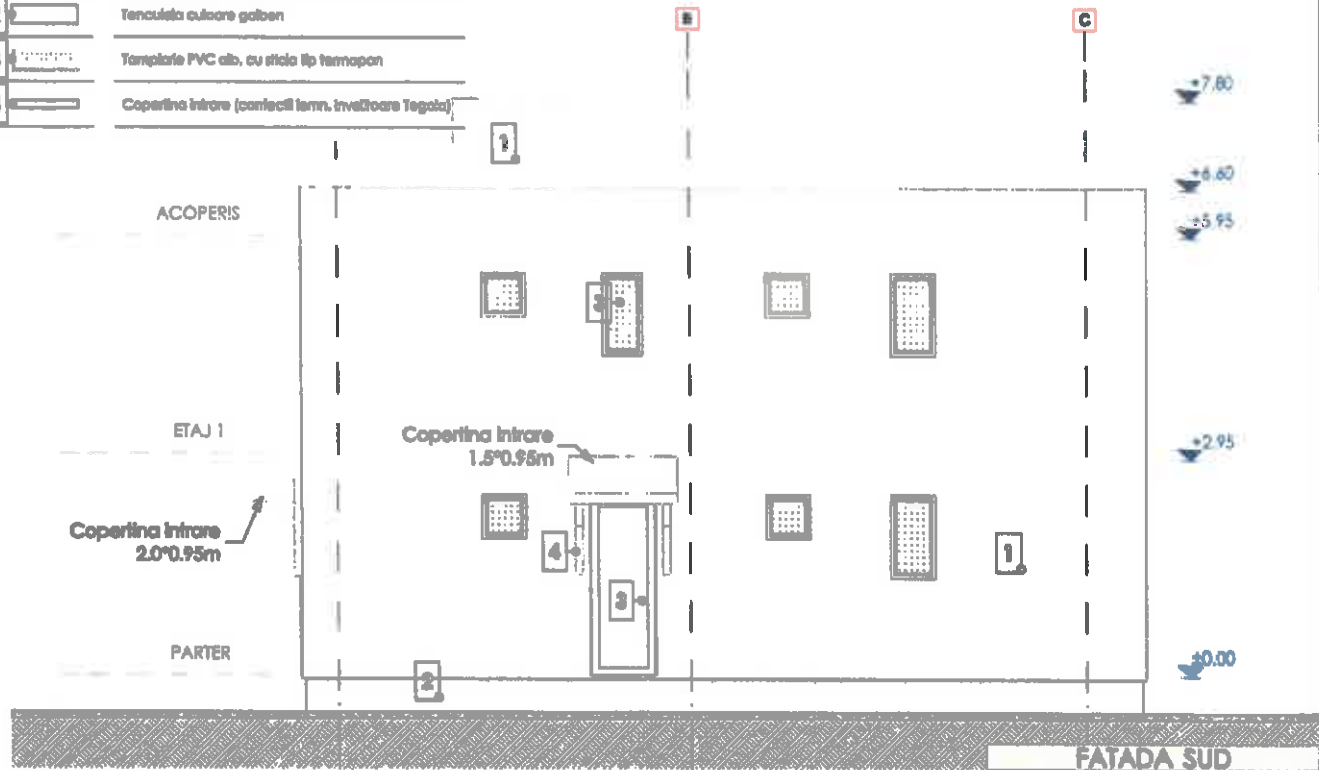 Tencuiala culoare galben
B
C
Tamplarie PVC alb, cu sticla tip termopan
+7.80
Copertina intrare (confectii lemn, invelitoare Tegola)
1
+6.60
ACOPERIS
+5.95
3
ETAJ 1
Copertina intrare
1.5*0.95m
+2.95
Copertina intrare
2.0*0.95m
4
1
3
PARTER
±0.00
2
FATADA SUD